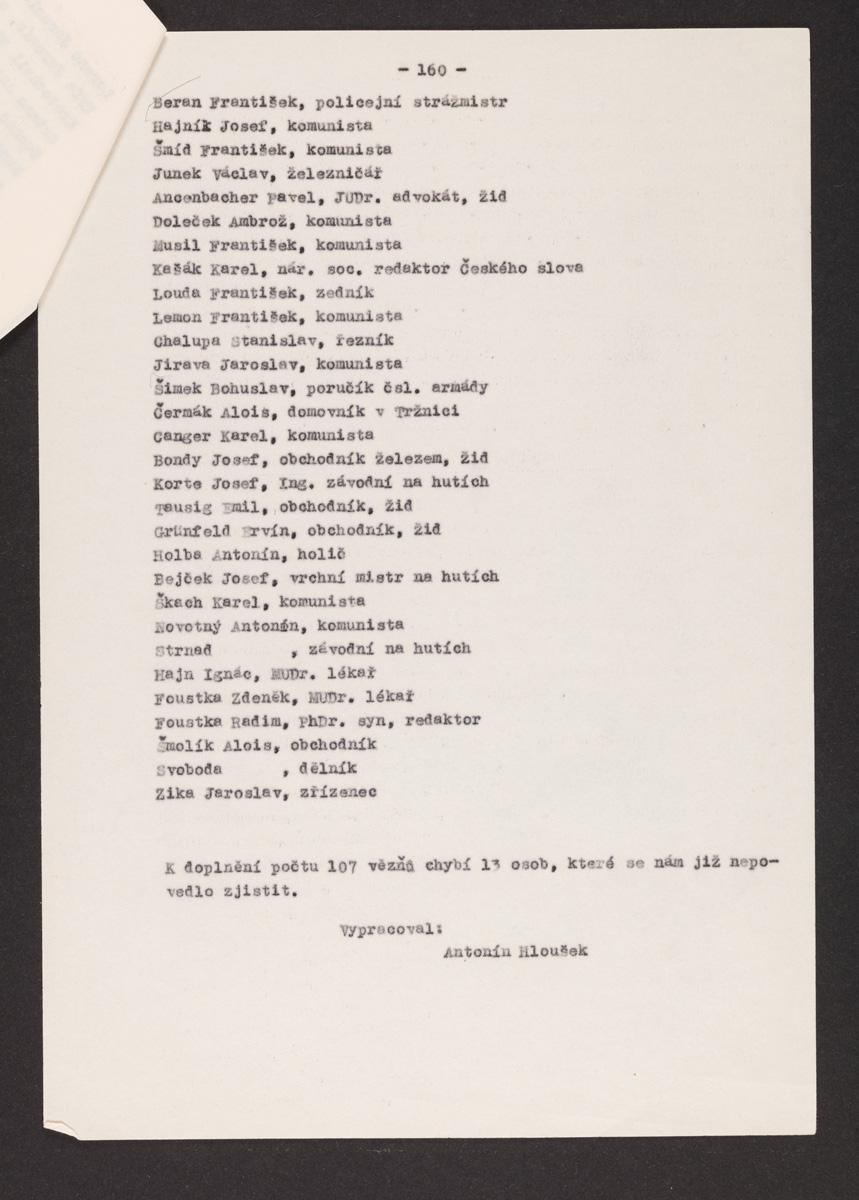 - 160 -
Beran František, policejní strážmistr
Hajník Josef, komunista
Šmíd František, komunista
Junek Václav, železničář
Ancenbacher Pavel, JUDr. advokát, žid
Doleček Ambrož, komunista
Musil František, komunista
Kašák Karel, nár. soc. redaktor Českého slova
Louda František, zedník
Lemon František, komunista
Chalupa Stanislav, řezník
Jirava Jaroslav, komunista
Šimek Bohuslav, poručík čsl. armády
Čermák Alois, domovník v Tržnici
Canger Karel, komunista
Bondy Josef, obchodník železem, žid
Korte Josef, Ing. závodní na hutích
Tausig Emil, obchodník, žid
Grünfeld Ervín, obchodník, žid
Holba Antonín, holič
Bejček Josef, vrchní mistr na hutích
Škach Karel, komunista
Novotný Antonín, komunista
Strnad , závodní na hutích
Hajn Ignác, MUDr. lékař
Foustka Zdeněk, MUDr. lékař
Foustka Radim, PhDr. syn, redaktor
Šmolík Alois, obchodník
Svoboda , dělník
Zika Jaroslav, zřízenec
K doplnění počtu 107 vězňů chybí 13 osob, které se nám již nepo-
vedlo zjistit.
Vypracoval:
Antonín Hloušek